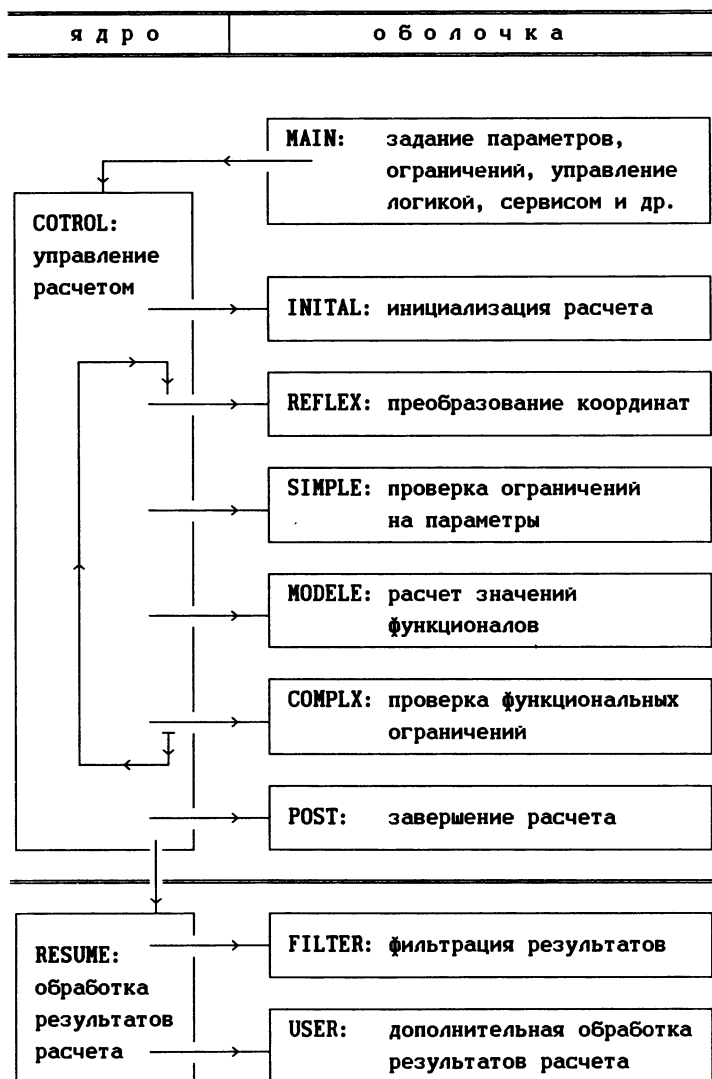 ядро оболочка
MAIN: задание параметров,
ограничений, управление
логикой, сервисом и др.
COTROL:
управление
расчетом
INITAL: инициализация расчета
REFLEX: преобразование координат
SIMPLE: проверка ограничений
на параметры
MODELE: расчет значений
функционалов
COMPLX: проверка функциональных
ограничений
POST: завершение расчета
RESUME:
обработка
результатов
расчета
FILTER: фильтрация результатов
USER: дополнительная обработка
результатов расчета